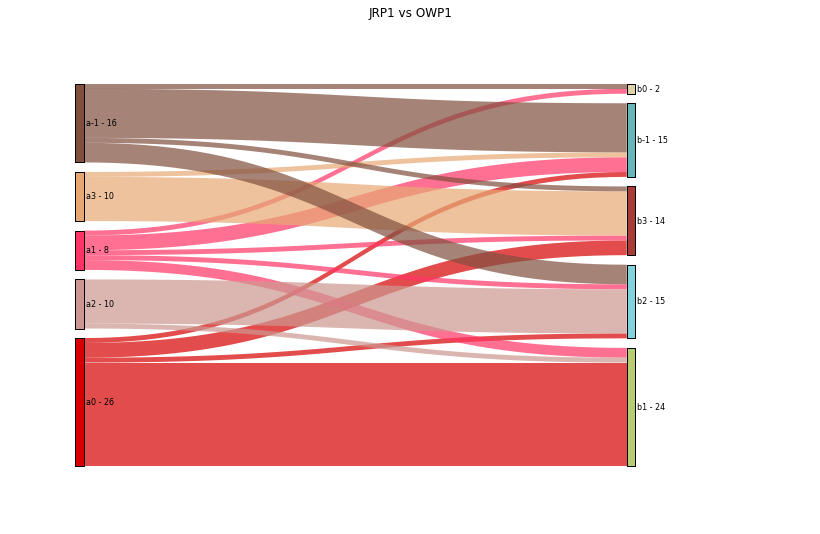 JRP1 vs OWP1
a-1 - 16
a3 - 10
a1 - 8
a2 - 10
a0 - 26
b0 - 2
b-1 - 15
b3 - 14
b2 - 15
b1 - 24